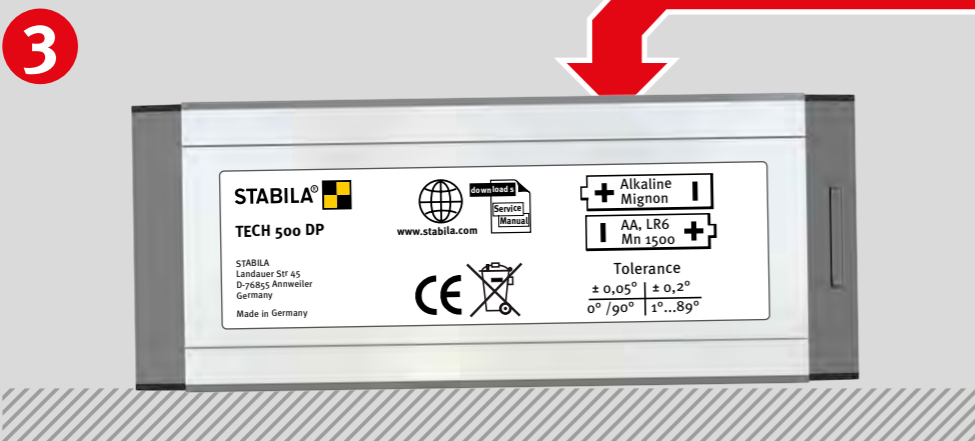 3
STABILA®
TECH 500 DP
STABILA
Landauer Str 45
D-76855 Annweiler
Germany
Made in Germany
downloads
Service
Manual
www.stabila.com
CE
+ Alkaline Mignon I
I AA, LR6 Mn 1500 +
Tolerance
± 0,05° | ± 0,2°
0° /90° | 1°...89°